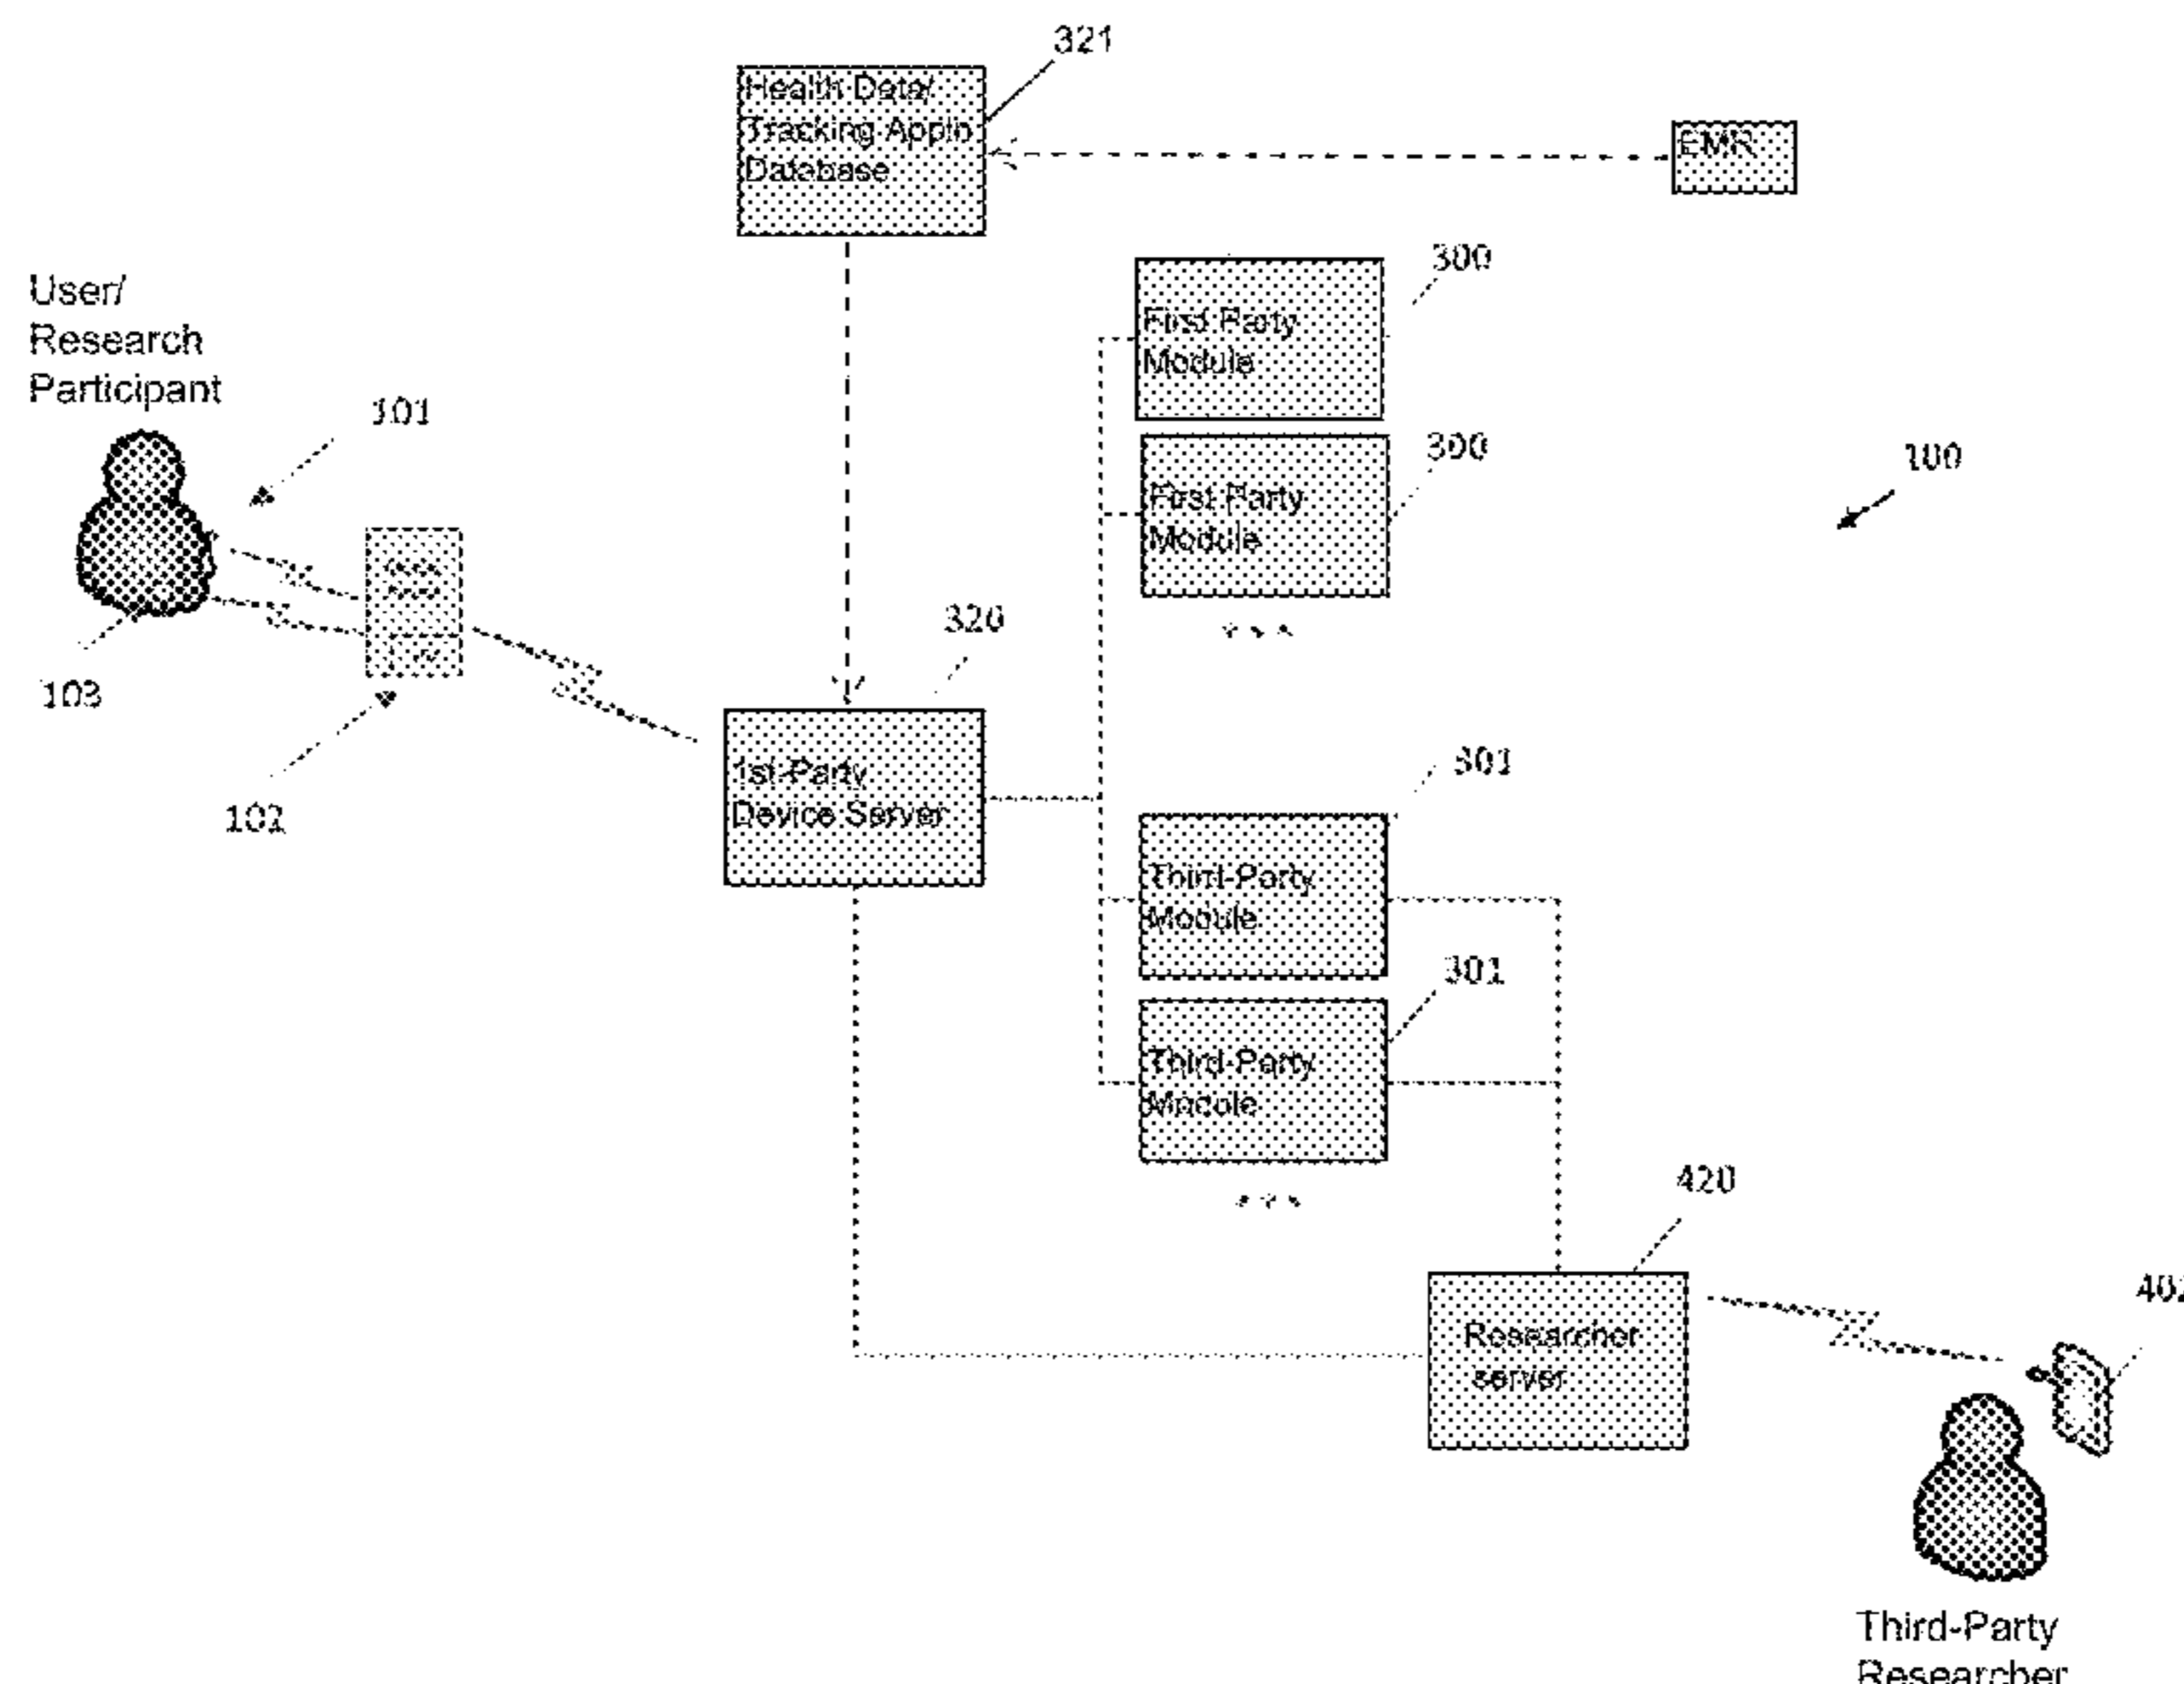 321
Health Data/
Tracking Appln
Database
EMR
300
First Party
Module
User/
Research
Participant
101
300
First Party
Module
100
320
103
102
1st-Party
Device Server
301
Third-Party
Module
301
Third-Party
Module
420
402
Researcher
server
Third-Party
Researcher